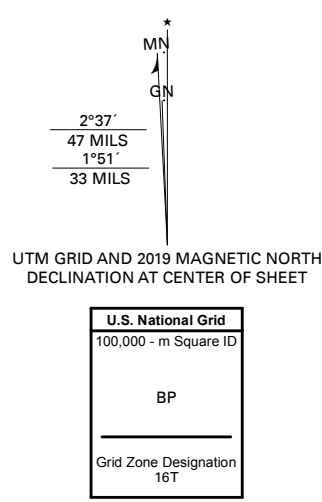 ★
MN
GN
2°37´
47 MILS
1°51´
33 MILS
UTM GRID AND 2019 MAGNETIC NORTH
DECLINATION AT CENTER OF SHEET
U.S. National Grid
100,000 - m Square ID
BP
Grid Zone Designation
16T